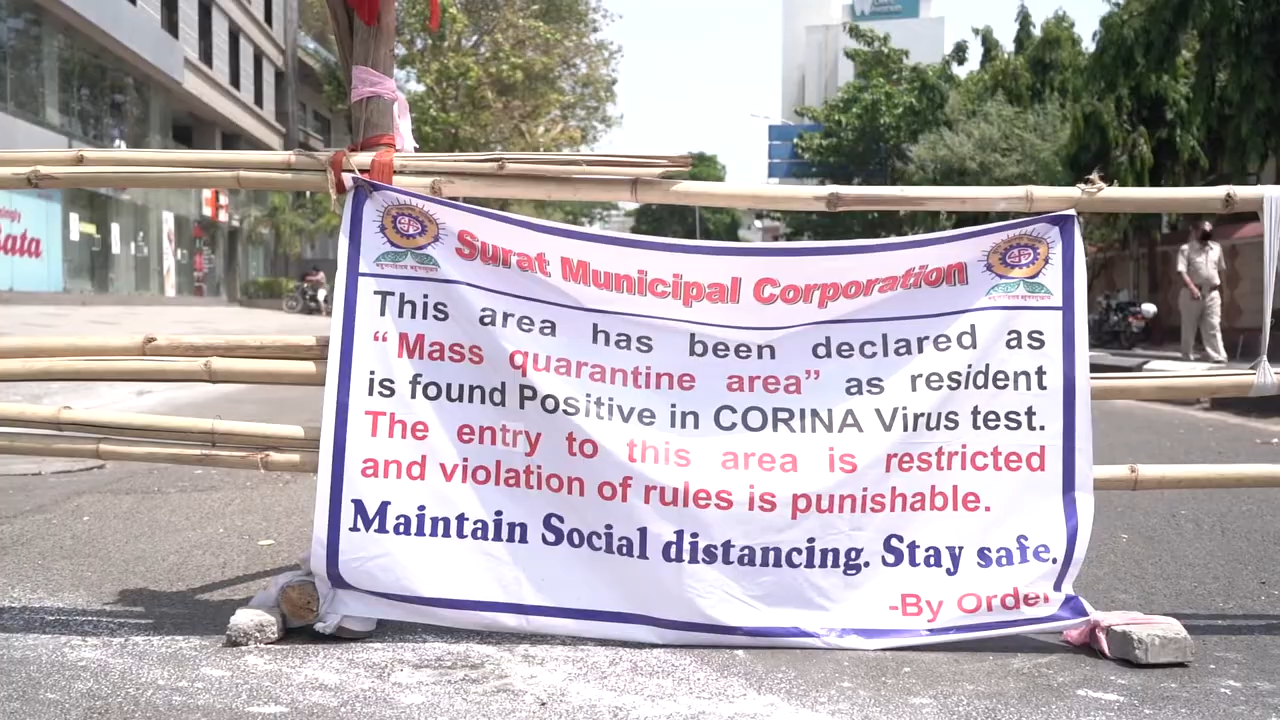 Surat Municipal Corporation
This area has been declared as
“Mass quarantine area” as resident
is found Positive in CORINA Virus test.
The entry to this area is restricted
and violation of rules is punishable.
Maintain Social distancing. Stay safe.
-By Order